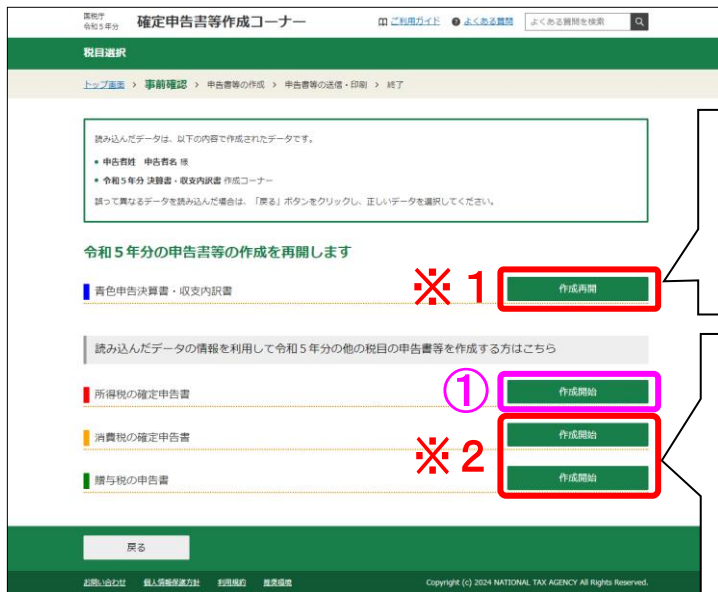 国税庁
令和5年分
確定申告書等作成コーナー
ご利用ガイド
よくある質問
よくある質問を検索
税目選択
トップ画面 > 事前確認 > 申告書等の作成 > 申告書等の送信・印刷 > 終了
読み込んだデータは、以下の内容で作成されたデータです。
• 申告者姓 申告者名 様
• 令和5年分 決算書・収支内訳書 作成コーナー
誤って異なるデータを読み込んだ場合は、「戻る」ボタンをクリックし、正しいデータを選択してください。
令和5年分の申告書等の作成を再開します
青色申告決算書・収支内訳書
※1
作成再開
読み込んだデータの情報を利用して令和5年分の他の税目の申告書等を作成する方はこちら
所得税の確定申告書
①
作成開始
消費税の確定申告書
作成開始
※2
贈与税の申告書
作成開始
戻る
お問い合わせ 個人情報保護方針 利用規約 推奨環境
Copyright (c) 2024 NATIONAL TAX AGENCY All Rights Reserved.